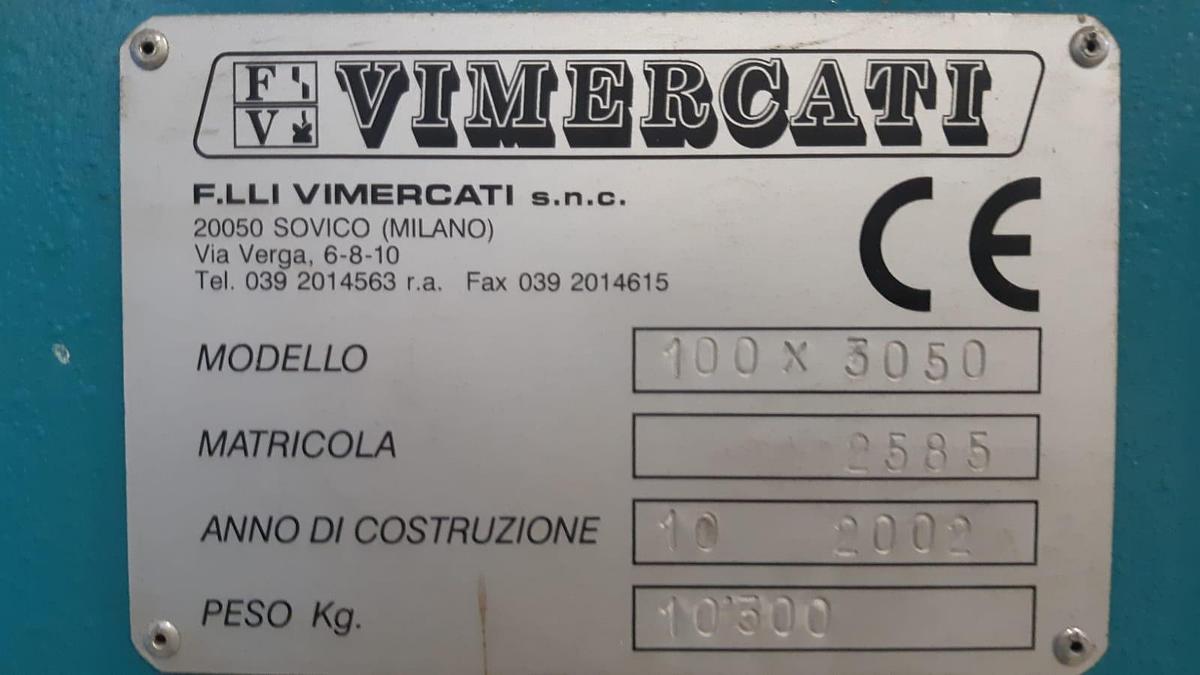 F
V
VIMERCATI
F.LLI VIMERCATI s.n.c.
20050 SOVICO (MILANO)
Via Verga, 6-8-10
Tel. 039 2014563 r.a. Fax 039 2014615
CE
MODELLO 100 X 3050
MATRICOLA 2585
ANNO DI COSTRUZIONE 10 2002
PESO Kg. 10'300